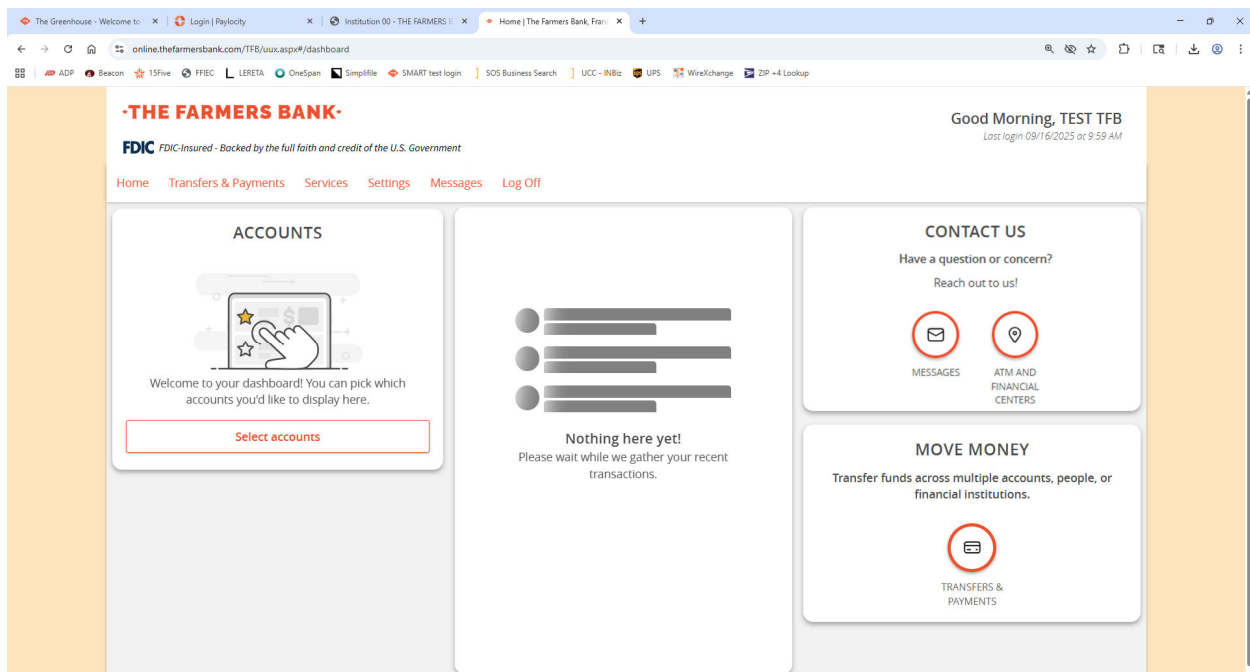 The Greenhouse - Welcome to
Login | Paylocity
Institution 00 - THE FARMERS B
Home | The Farmers Bank, Fran
online.thefarmersbank.com/TFB/uux.aspx#/dashboard
ADP
Beacon
15Five
FFIEC
LERETA
OneSpan
Simplifile
SMART test login
SOS Business Search
UCC - INBiz
UPS
WireXchange
ZIP +4 Lookup
·THE FARMERS BANK·
FDIC FDIC-Insured - Backed by the full faith and credit of the U.S. Government
Good Morning, TEST TFB
Last login 09/16/2025 at 9:59 AM
Home Transfers & Payments Services Settings Messages Log Off
ACCOUNTS
Welcome to your dashboard! You can pick which
accounts you'd like to display here.
Select accounts
Nothing here yet!
Please wait while we gather your recent
transactions.
CONTACT US
Have a question or concern?
Reach out to us!
MESSAGES
ATM AND
FINANCIAL
CENTERS
MOVE MONEY
Transfer funds across multiple accounts, people, or
financial institutions.
TRANSFERS &
PAYMENTS